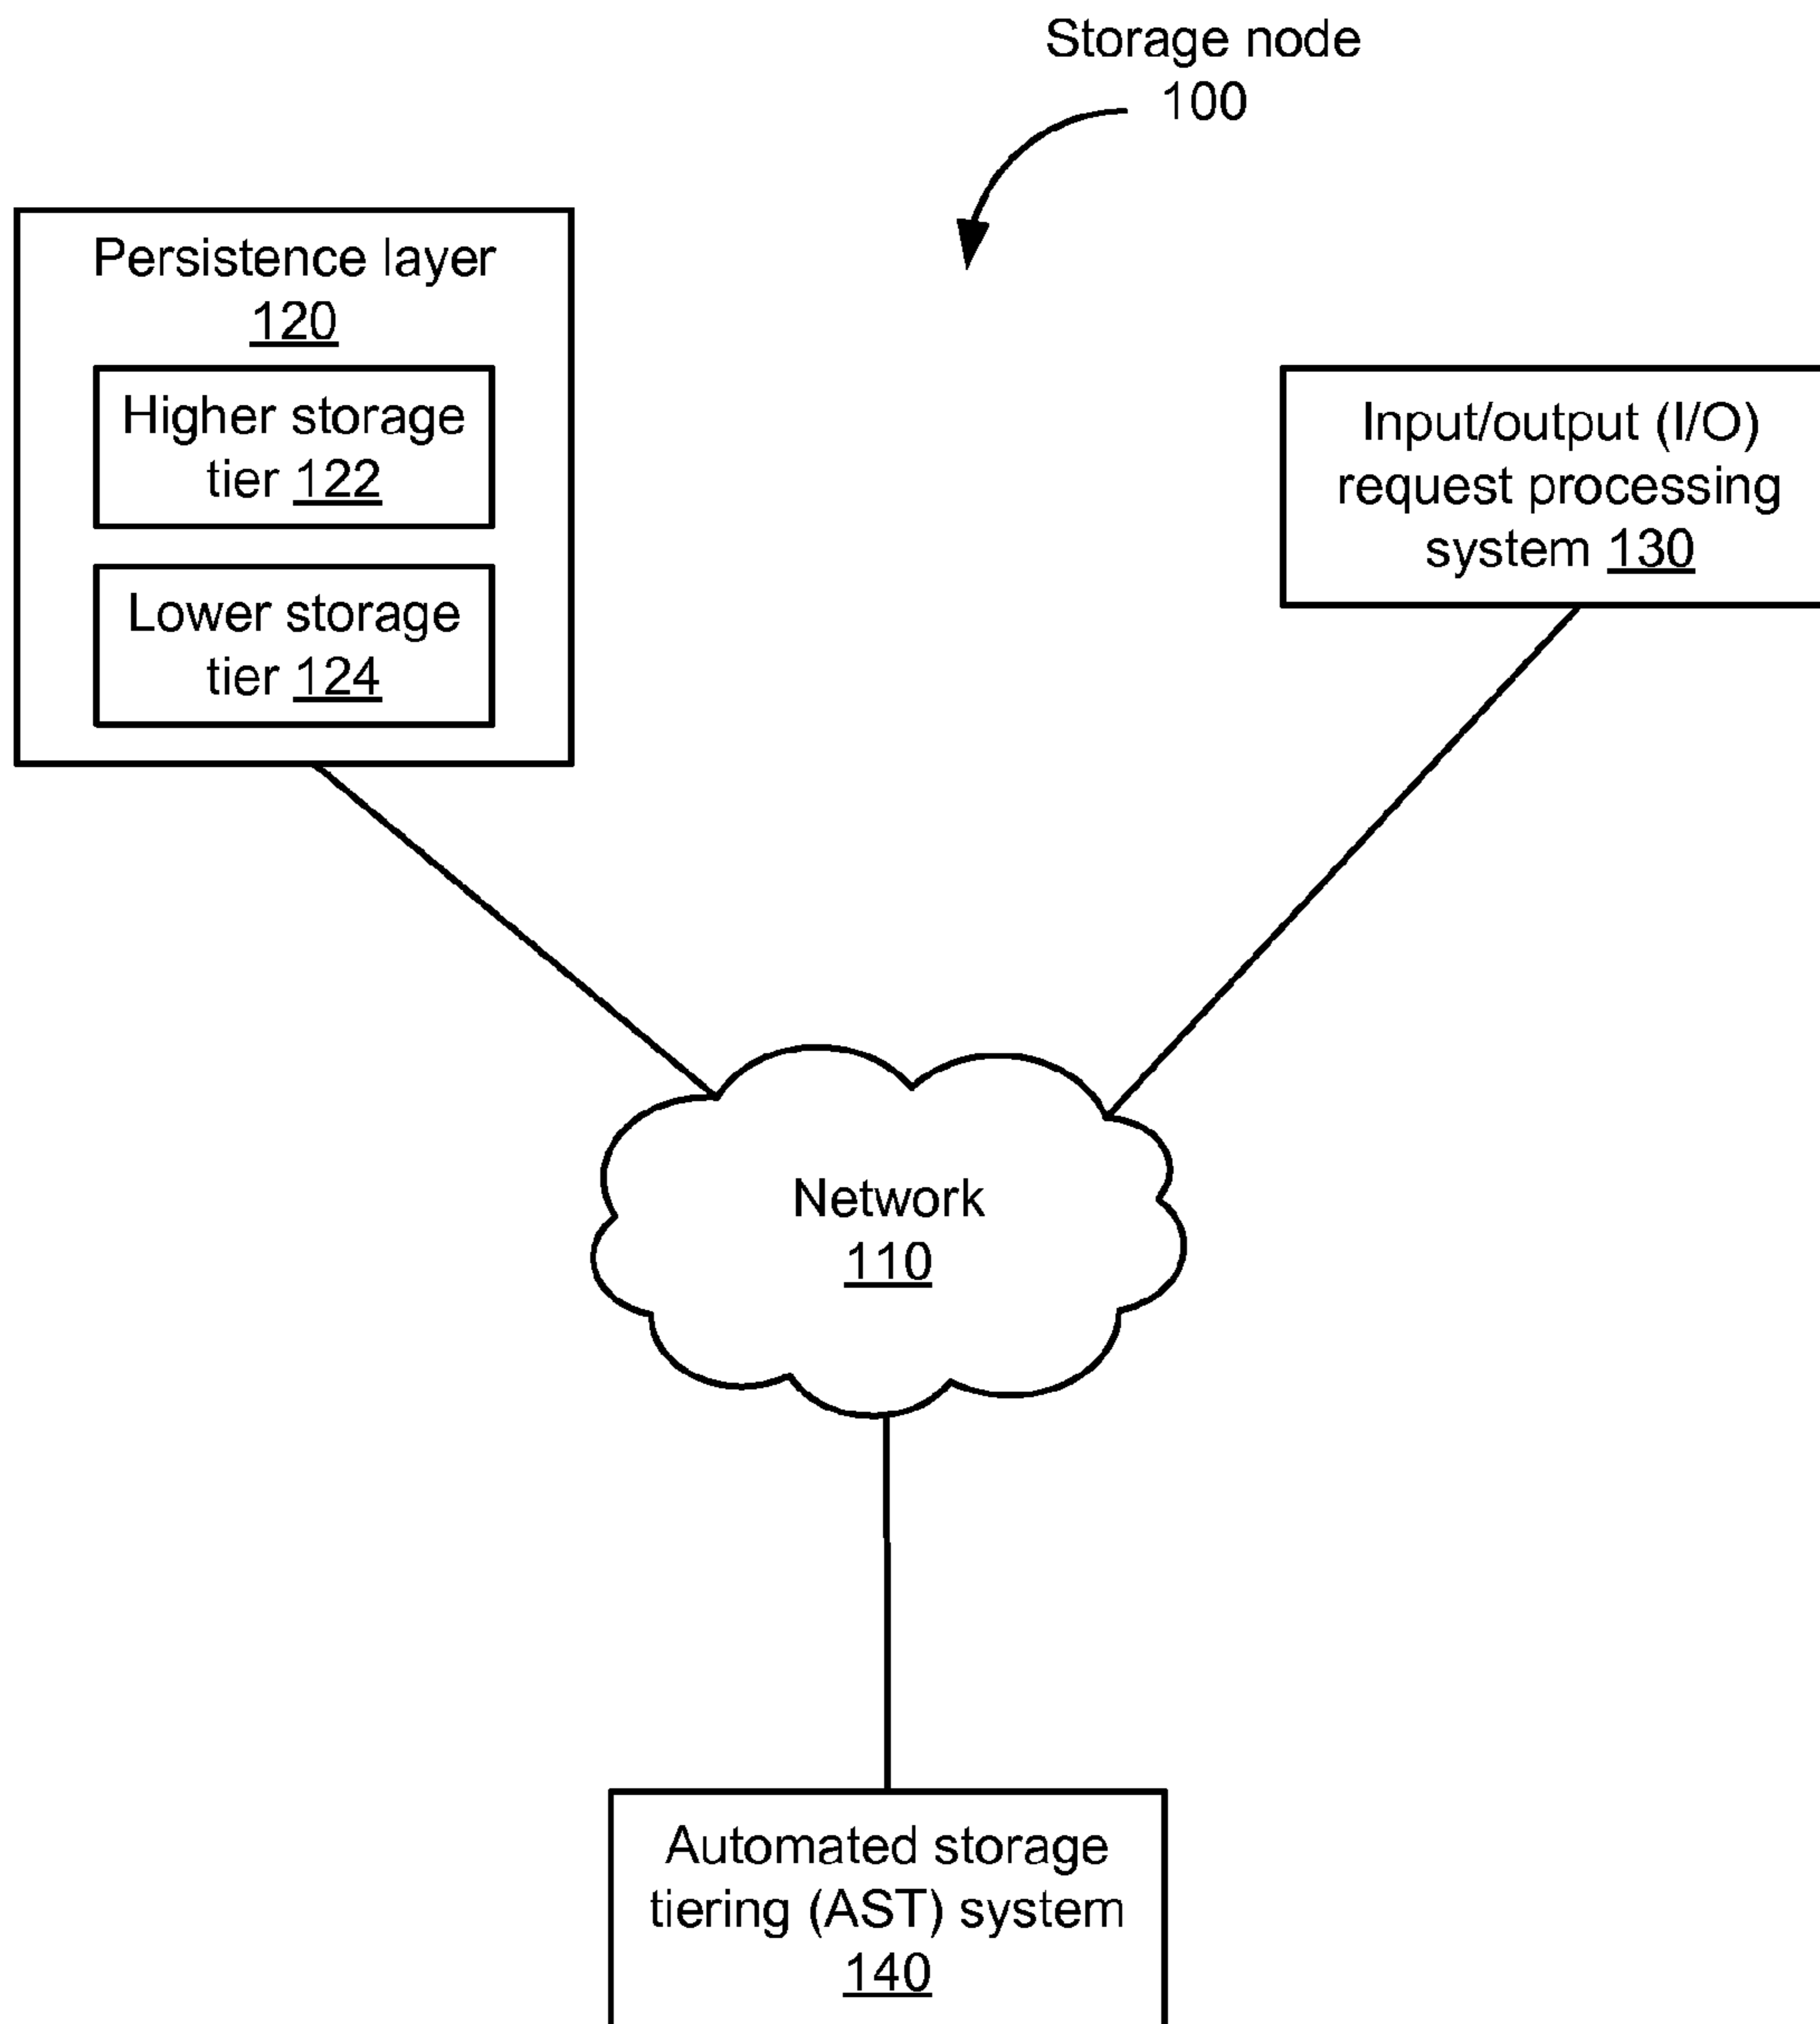 Storage node
100
Persistence layer
120
Higher storage
tier 122
Lower storage
tier 124
Input/output (I/O)
request processing
system 130
Network
110
Automated storage
tiering (AST) system
140